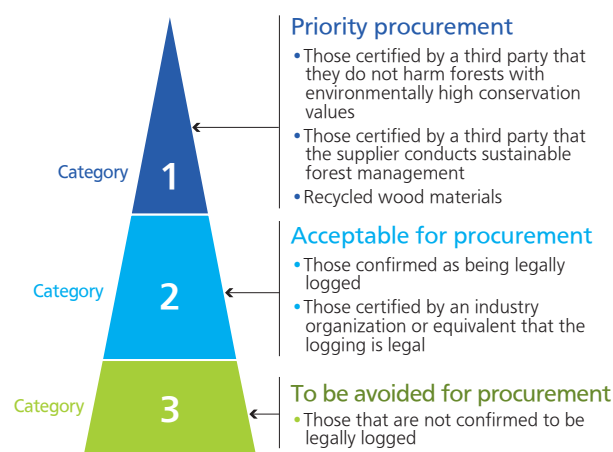 Priority procurement
• Those certified by a third party that
they do not harm forests with
environmentally high conservation
values
• Those certified by a third party that
the supplier conducts sustainable
forest management
• Recycled wood materials
Category 1
Acceptable for procurement
• Those confirmed as being legally
logged
• Those certified by an industry
organization or equivalent that the
logging is legal
Category 2
To be avoided for procurement
• Those that are not confirmed to be
legally logged
Category 3